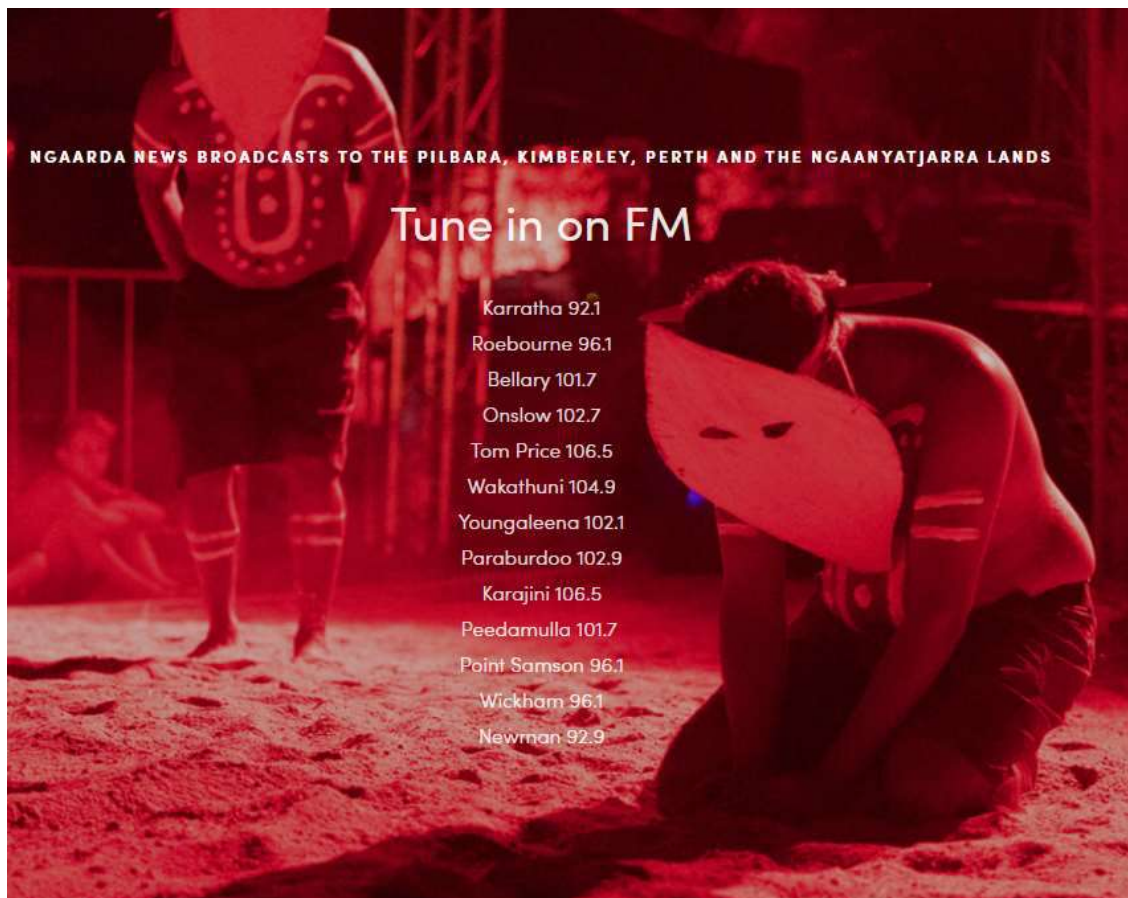 NGAARDA NEWS BROADCASTS TO THE PILBARA, KIMBERLEY, PERTH AND THE NGAANYATJARRA LANDS
Tune in on FM
Karratha 92.1
Roebourne 96.1
Bellary 101.7
Onslow 102.7
Tom Price 106.5
Wakathuni 104.9
Youngaleena 102.1
Paraburdoo 102.9
Karajini 106.5
Peedamulla 101.7
Point Samson 96.1
Wickham 96.1
Newman 92.9